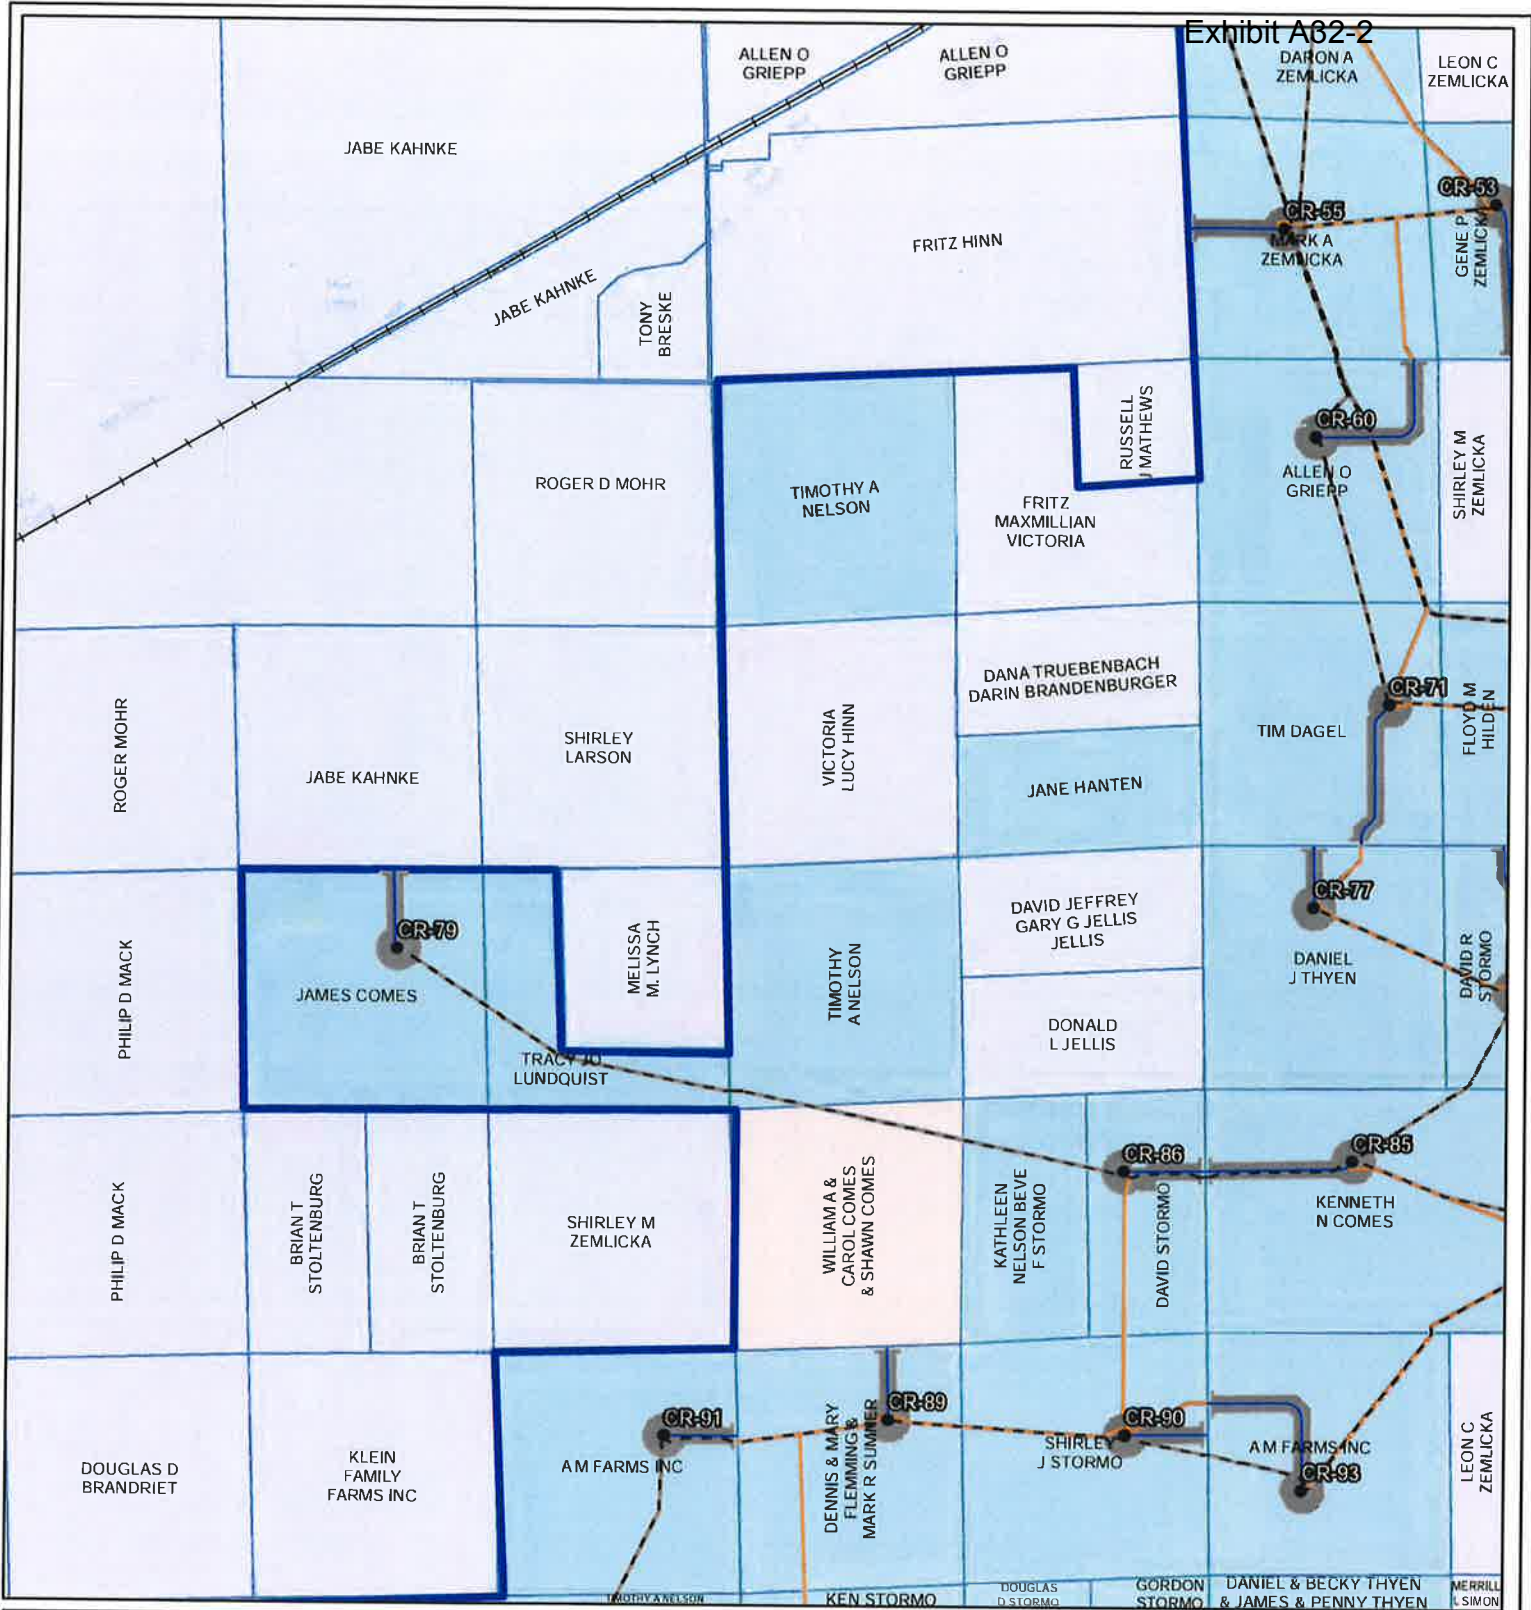 Exhibit A32-2
ALLEN O
GRIEPP
ALLEN O
GRIEPP
DARON A
ZEMLICKA
LEON C
ZEMLICKA
JABE KAHNKE
CR-53
CR-55
GENE P
ZEMLICKA
MARK A
ZEMLICKA
FRITZ HINN
JABE KAHNKE
TONY
BRESKE
RUSSELL
J MATHEWS
CR-60
ALLEN O
GRIEPP
SHIRLEY M
ZEMLICKA
ROGER D MOHR
TIMOTHY A
NELSON
FRITZ
MAXMILLIAN
VICTORIA
DANA TRUEBENBACH
DARIN BRANDENBURGER
CR-71
FLOYD M
HILDEN
TIM DAGEL
ROGER MOHR
JABE KAHNKE
SHIRLEY
LARSON
VICTORIA
LUCY HINN
JANE HANTEN
CR-77
DAVID JEFFREY
GARY G JELLIS
JELLIS
CR-79
MELISSA
M. LYNCH
DANIEL
J THYEN
DAVID R
STORMO
PHILIP D MACK
JAMES COMES
TIMOTHY
A NELSON
DONALD
L JELLIS
TRACY JO
LUNDQUIST
CR-86
CR-85
PHILIP D MACK
BRIAN T
STOLTENBURG
BRIAN T
STOLTENBURG
SHIRLEY M
ZEMLICKA
WILLIAM A &
CAROL COMES
& SHAWN COMES
KATHLEEN
NELSON BEVE
F STORMO
DAVID STORMO
KENNETH
N COMES
CR-91
CR-89
CR-90
DOUGLAS D
BRANDRIET
KLEIN
FAMILY
FARMS INC
A M FARMS INC
DENNIS & MARY
FLEMMING &
MARK R SUMNER
SHIRLEY
J STORMO
A M FARMS INC
CR-93
LEON C
ZEMLICKA
TIMOTHY A NELSON
KEN STORMO
DOUGLAS
D STORMO
GORDON
STORMO
DANIEL & BECKY THYEN
& JAMES & PENNY THYEN
MERRILL
L SIMON